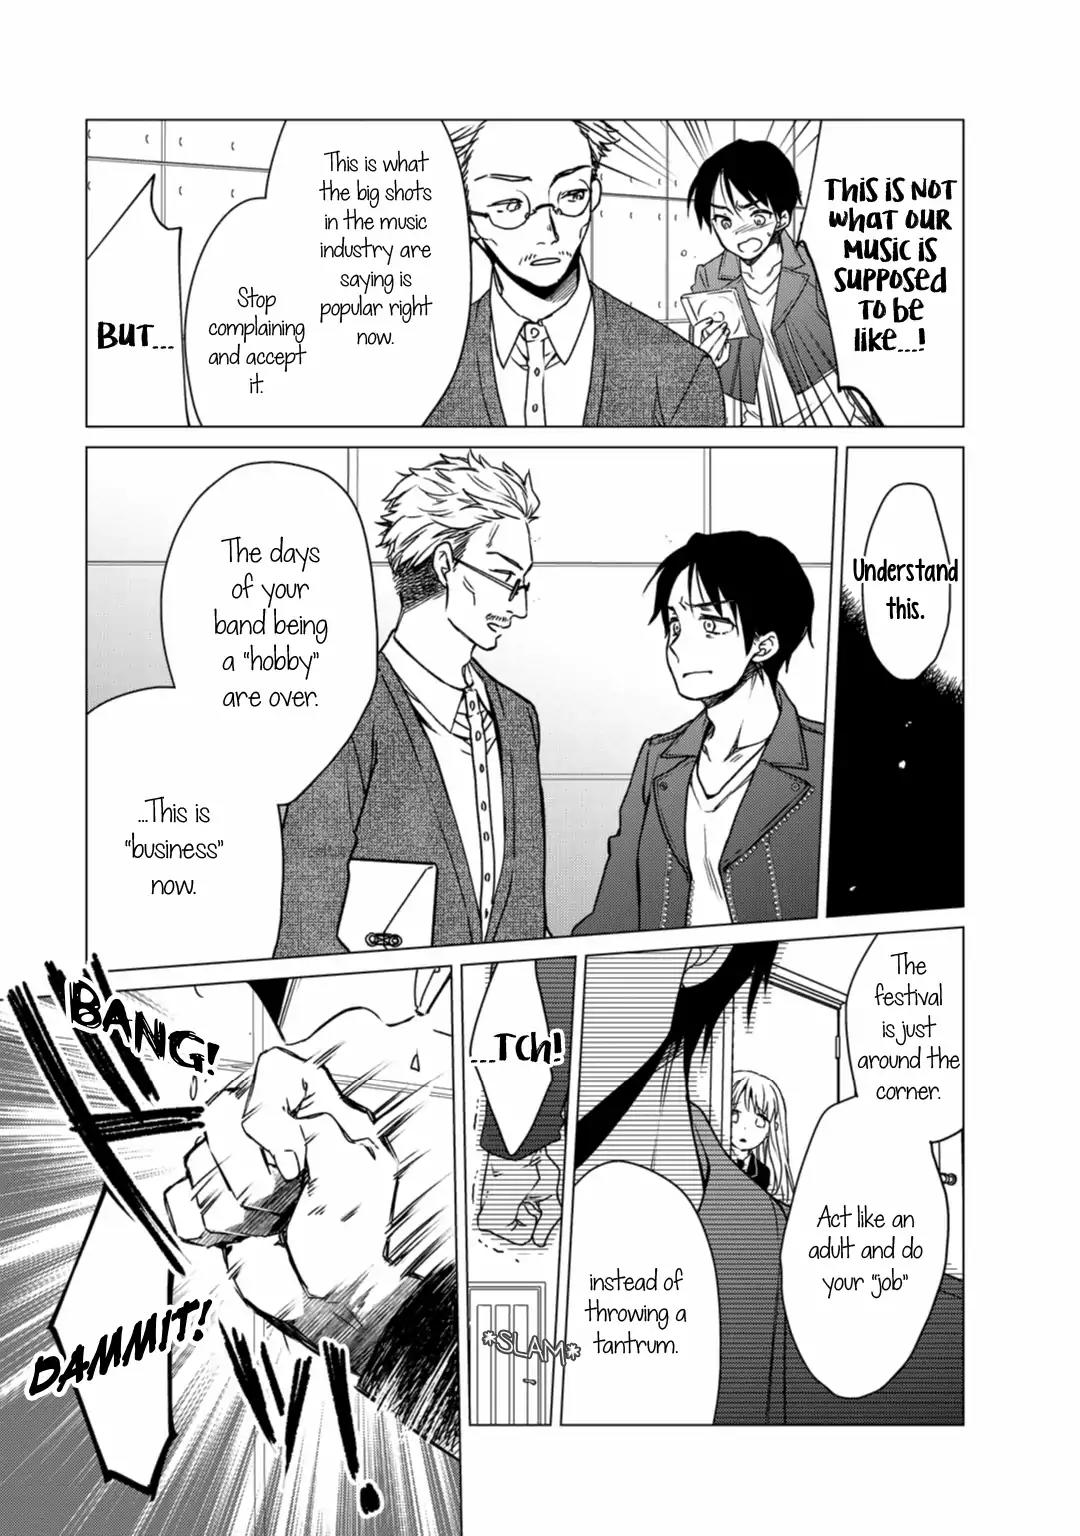 THIS IS NOT
WHAT OUR
MUSIC IS
SUPPOSED
TO BE
LIKE...!
This is what
the big shots
in the music
industry are
saying is
popular right
now.
Stop
complaining
and accept
it.
BUT...
Understand
this.
The days
of your
band being
a "hobby"
are over.
...This is
"business"
now.
The
festival
is just
around the
corner.
Act like an
adult and do
your "job"
instead of
throwing a
tantrum.
...TCH!
*SLAM*
BANG!
DAMMIT!